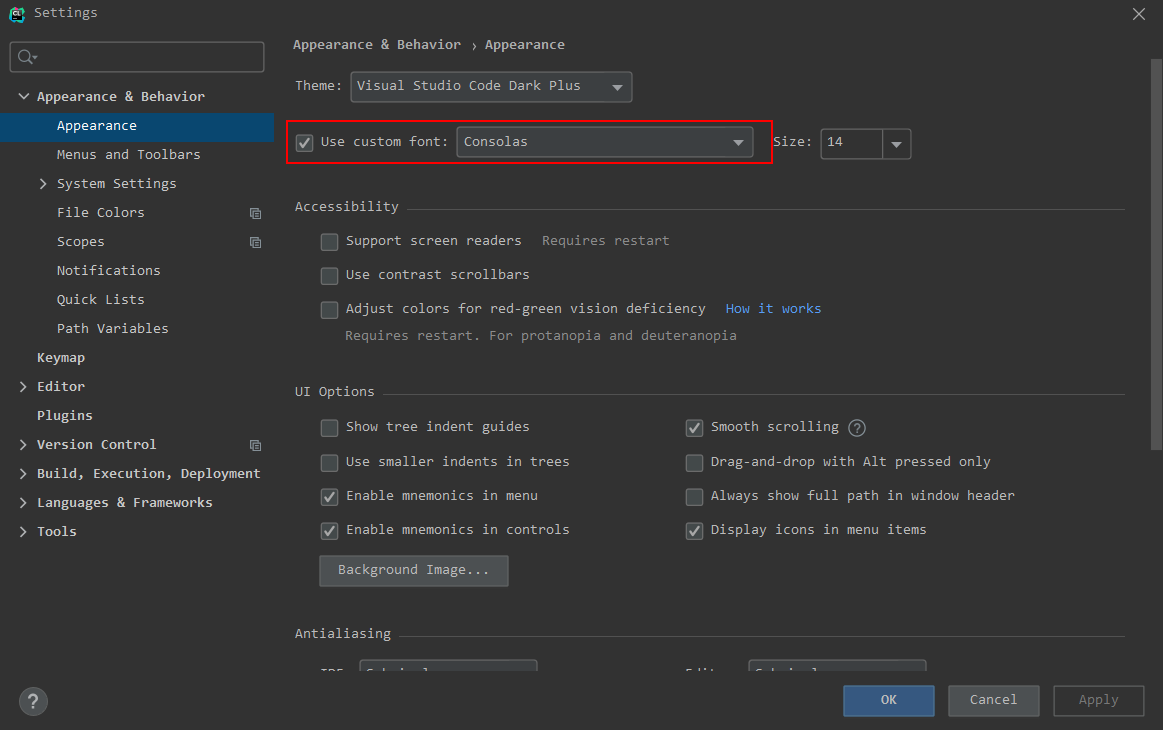 CL Settings
Appearance & Behavior
Appearance
Menus and Toolbars
System Settings
File Colors
Scopes
Notifications
Quick Lists
Path Variables
Keymap
Editor
Plugins
Version Control
Build, Execution, Deployment
Languages & Frameworks
Tools
?
Appearance & Behavior › Appearance
Theme: Visual Studio Code Dark Plus
Use custom font: Consolas Size: 14
Accessibility
Support screen readers Requires restart
Use contrast scrollbars
Adjust colors for red-green vision deficiency How it works
Requires restart. For protanopia and deuteranopia
UI Options
Show tree indent guides Smooth scrolling ?
Use smaller indents in trees Drag-and-drop with Alt pressed only
Enable mnemonics in menu Always show full path in window header
Enable mnemonics in controls Display icons in menu items
Background Image...
Antialiasing
OK Cancel Apply